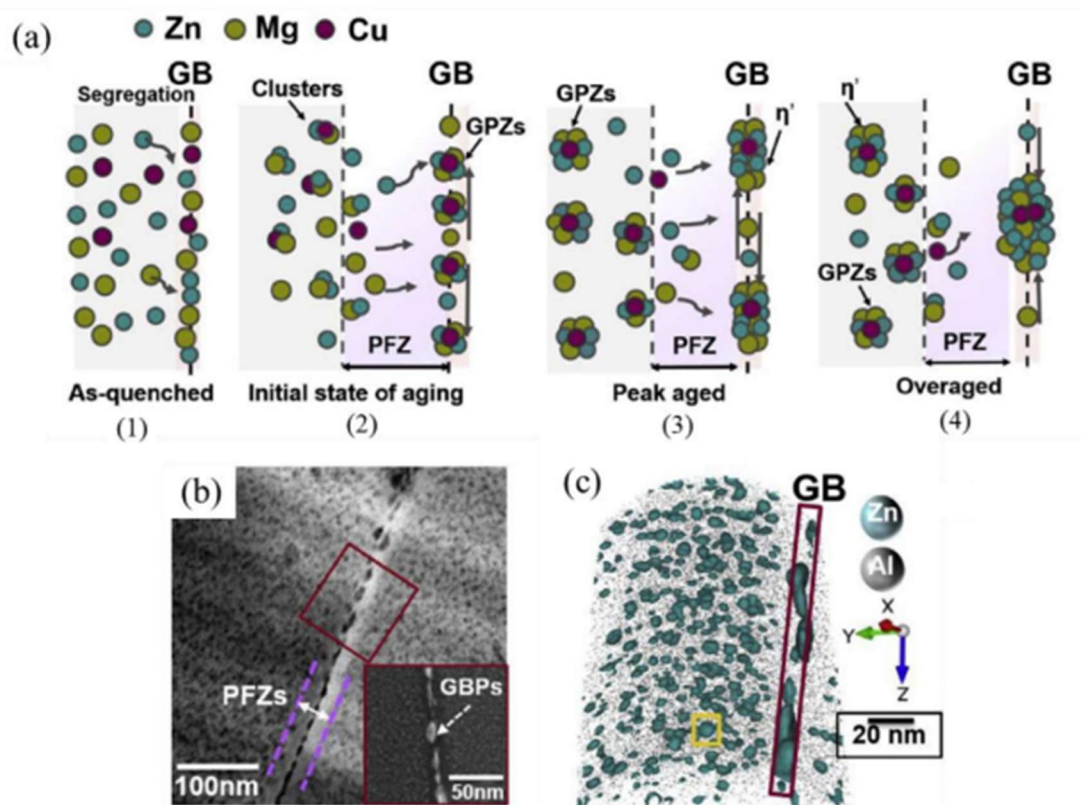 (a)
Zn Mg Cu
GB
Segregation
As-quenched
(1)
GB
Clusters
GPZs
PFZ
Initial state of aging
(2)
GB
GPZs
η'
PFZ
Peak aged
(3)
GB
η'
GPZs
PFZ
Overaged
(4)
(b)
PFZs
100nm
GBPs
50nm
(c)
GB
Zn
Al
X
Y
Z
20 nm